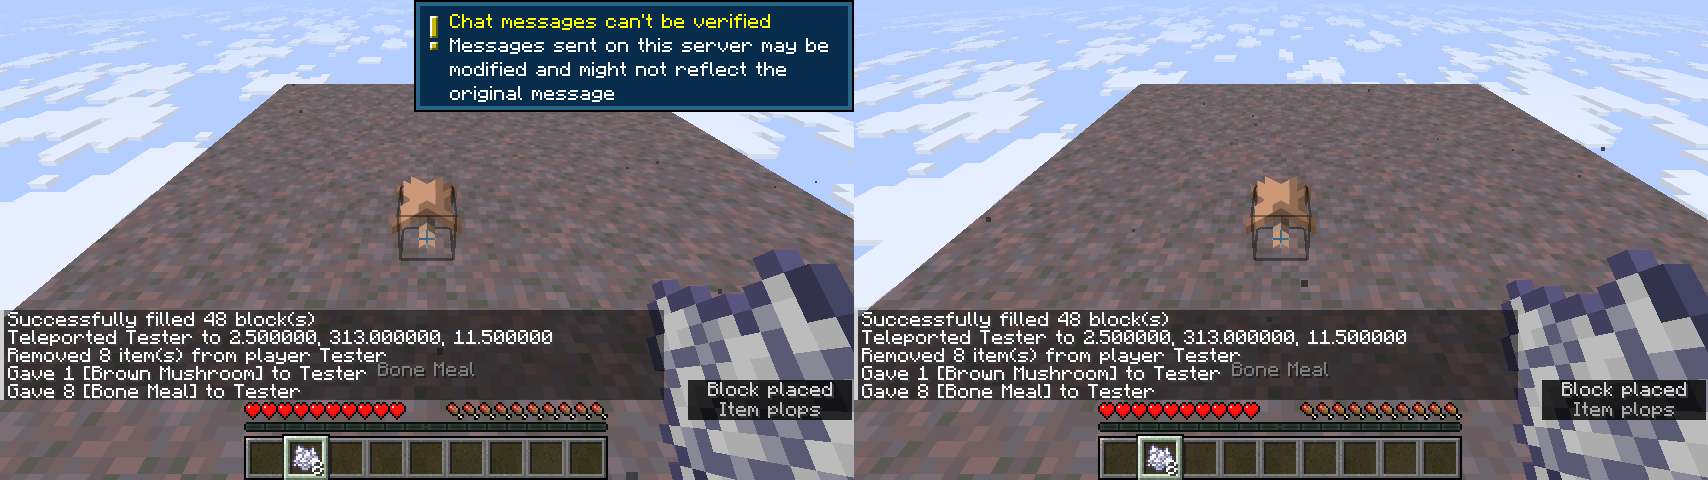 Chat messages can't be verified
Messages sent on this server may be
modified and might not reflect the
original message
Successfully filled 48 block(s)
Teleported Tester to 2.500000, 313.000000, 11.500000
Removed 8 item(s) from player Tester
Gave 1 [Brown Mushroom] to Tester
Bone Meal
Gave 8 [Bone Meal] to Tester
Block placed
Item plops
8
Successfully filled 48 block(s)
Teleported Tester to 2.500000, 313.000000, 11.500000
Removed 8 item(s) from player Tester
Gave 1 [Brown Mushroom] to Tester
Bone Meal
Gave 8 [Bone Meal] to Tester
Block placed
Item plops
8